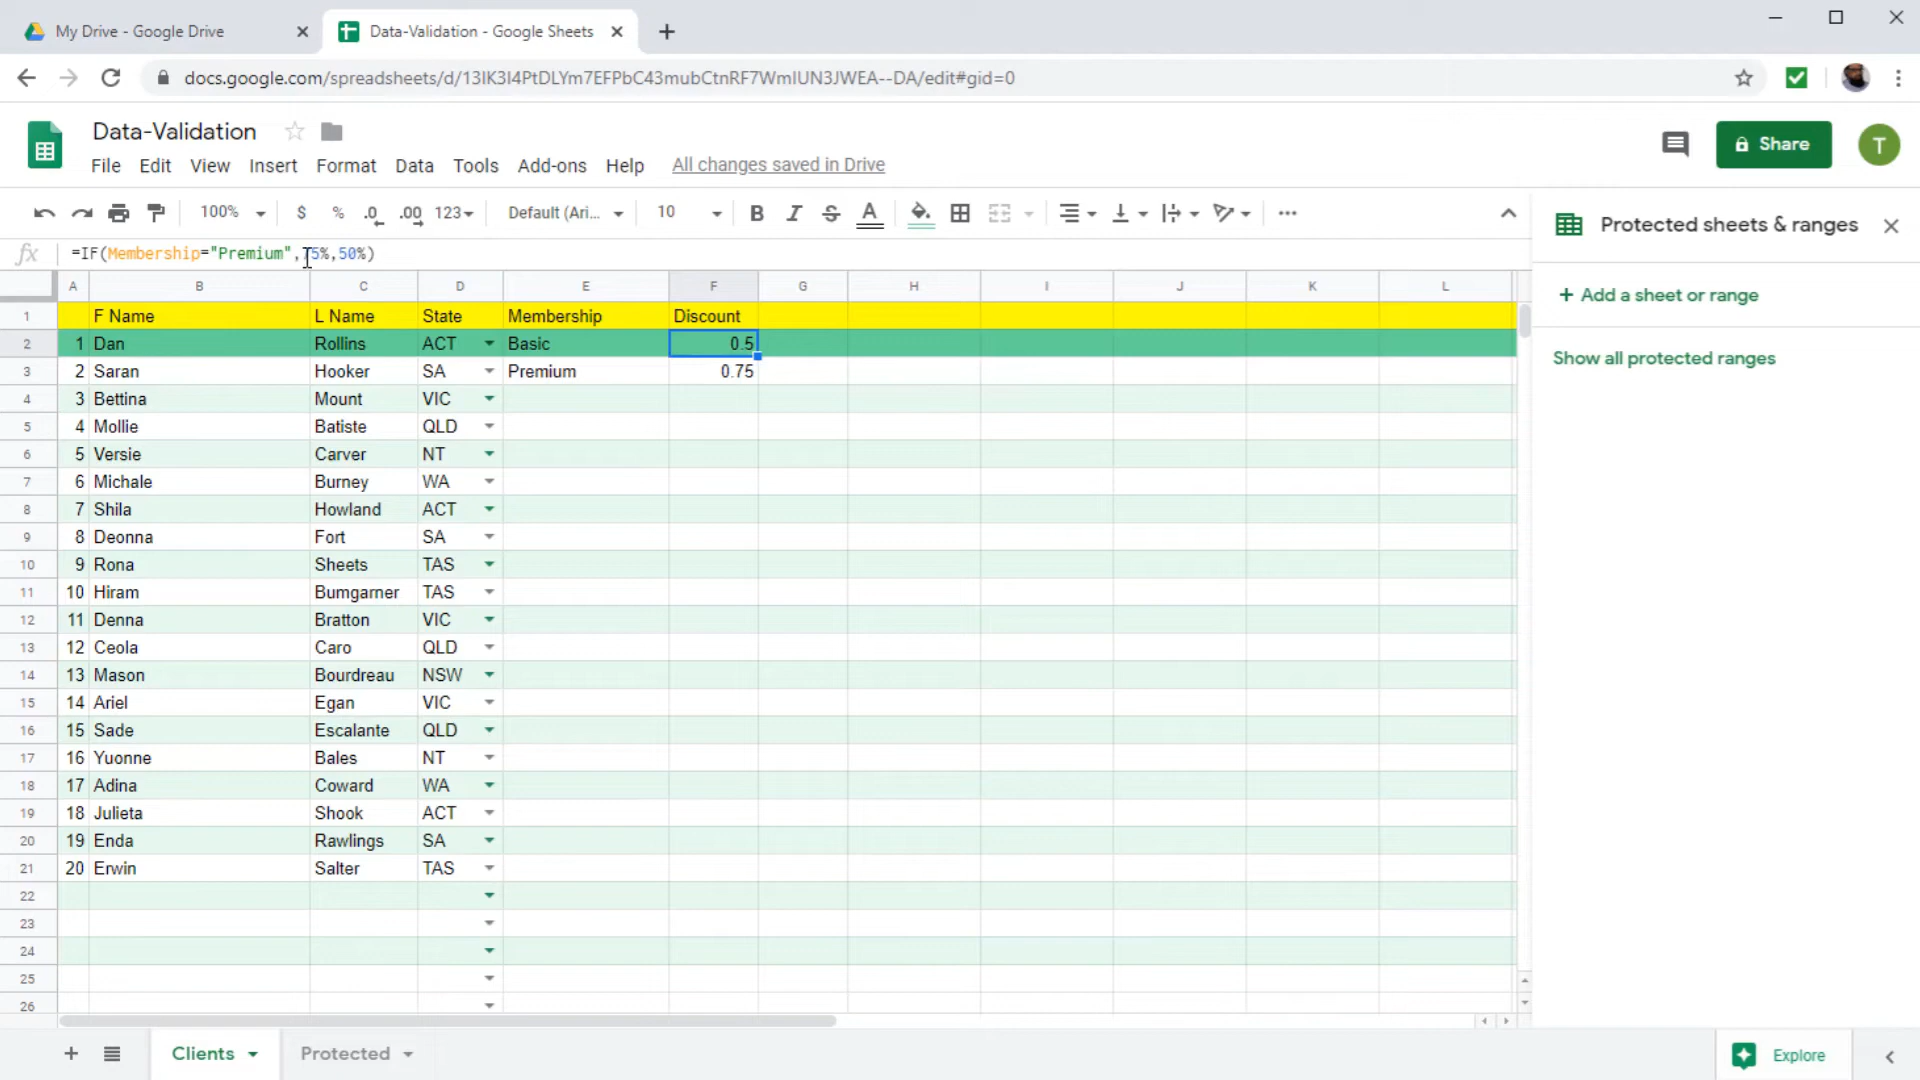 My Drive - Google Drive
Data-Validation - Google Sheets
docs.google.com/spreadsheets/d/13IK3I4PtDLYm7EFPbC43mubCtnRF7WmIUN3JWEA--DA/edit#gid=0
Data-Validation
File Edit View Insert Format Data Tools Add-ons Help All changes saved in Drive
Share
T
100% $ % .0 .00 123 Default (Ari... 10 B I S A
Protected sheets & ranges
fx =IF(Membership="Premium",75%,50%)
A B C D E F G H I J K L
+ Add a sheet or range
1 F Name L Name State Membership Discount
2 1 Dan Rollins ACT Basic 0.5
Show all protected ranges
3 2 Saran Hooker SA Premium 0.75
4 3 Bettina Mount VIC
5 4 Mollie Batiste QLD
6 5 Versie Carver NT
7 6 Michale Burney WA
8 7 Shila Howland ACT
9 8 Deonna Fort SA
10 9 Rona Sheets TAS
11 10 Hiram Bumgarner TAS
12 11 Denna Bratton VIC
13 12 Ceola Caro QLD
14 13 Mason Bourdreau NSW
15 14 Ariel Egan VIC
16 15 Sade Escalante QLD
17 16 Yuonne Bales NT
18 17 Adina Coward WA
19 18 Julieta Shook ACT
20 19 Enda Rawlings SA
21 20 Erwin Salter TAS
22
23
24
25
26
Clients
Protected
Explore